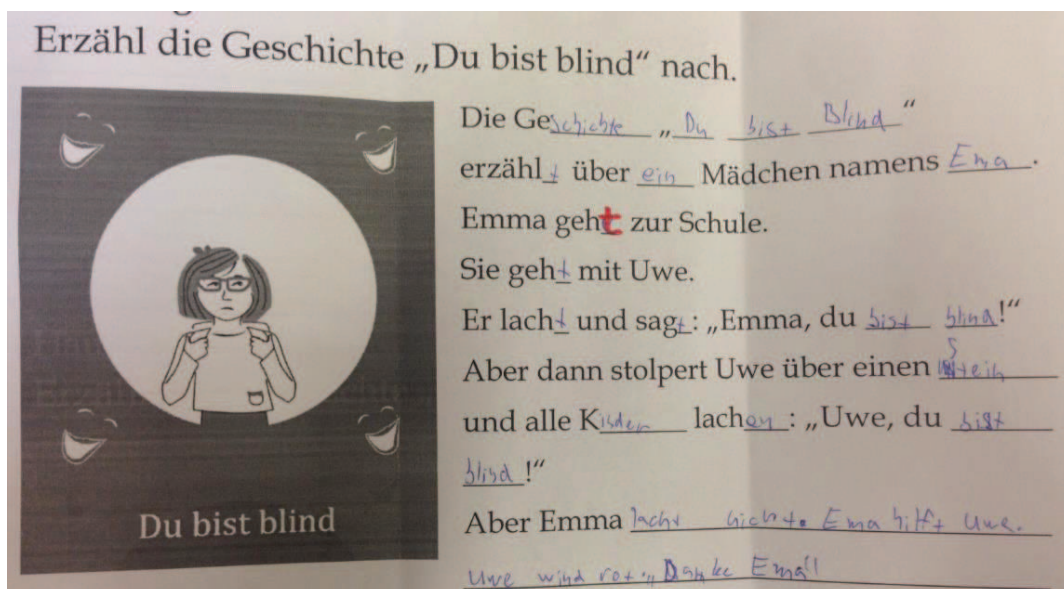 Erzähl die Geschichte „Du bist blind“ nach.
Die Geschichte „Du bist Blind“
erzählt über ein Mädchen namens Ema.
Emma geht zur Schule.
Sie geht mit Uwe.
Er lacht und sagt: „Emma, du bist blind!“
Aber dann stolpert Uwe über einen Stein
und alle Kinder lachen: „Uwe, du bist
blind!“
Aber Emma lacht nicht. Ema hilft Uwe.
Uwe wird rot: „Danke Ema“
Du bist blind